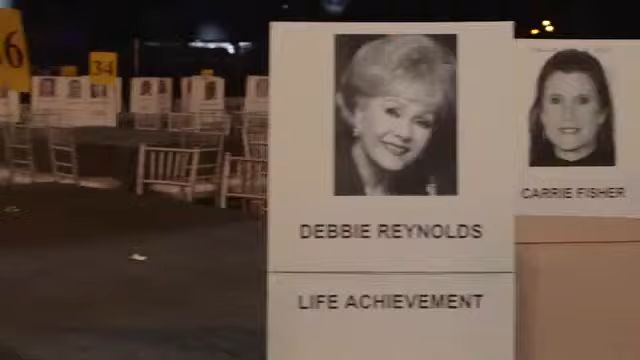 6
34
DEBBIE REYNOLDS
LIFE ACHIEVEMENT
CARRIE FISHER